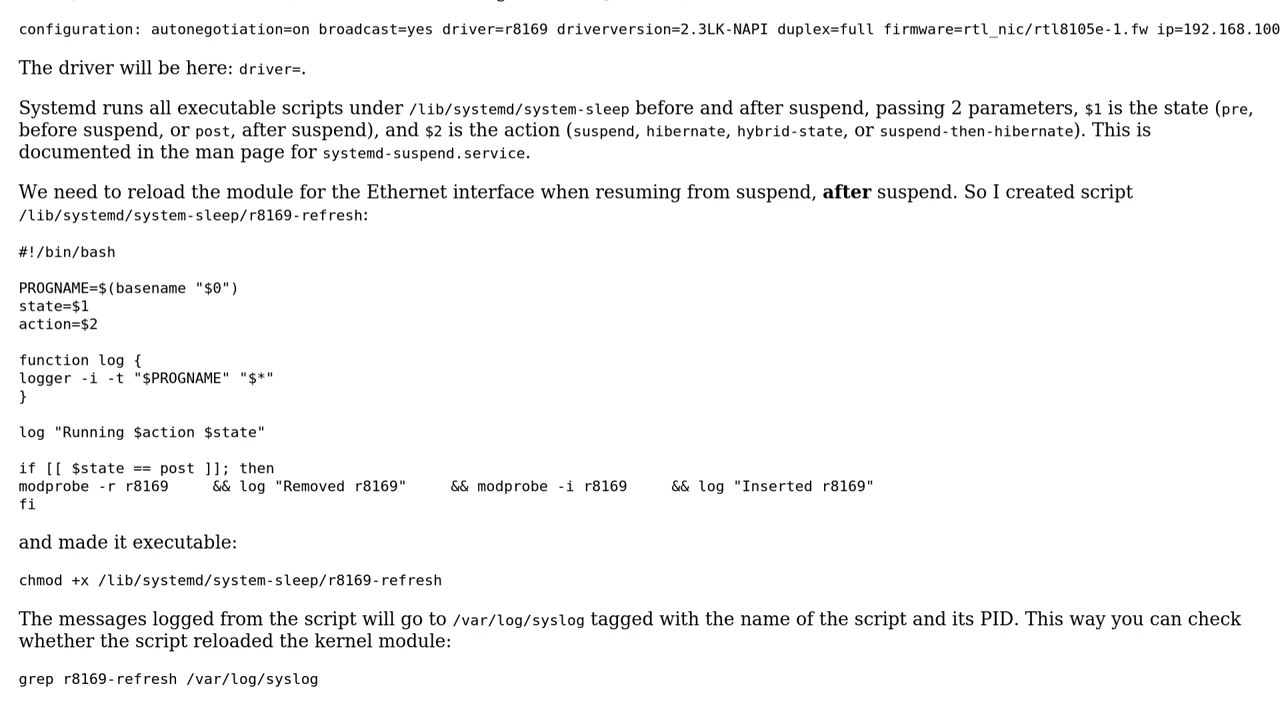 configuration: autonegotiation=on broadcast=yes driver=r8169 driverversion=2.3LK-NAPI duplex=full firmware=rtl_nic/rtl8105e-1.fw ip=192.168.100
The driver will be here: driver=.
Systemd runs all executable scripts under /lib/systemd/system-sleep before and after suspend, passing 2 parameters, $1 is the state (pre,
before suspend, or post, after suspend), and $2 is the action (suspend, hibernate, hybrid-state, or suspend-then-hibernate). This is
documented in the man page for systemd-suspend.service.
We need to reload the module for the Ethernet interface when resuming from suspend, after suspend. So I created script
/lib/systemd/system-sleep/r8169-refresh:
#!/bin/bash
PROGNAME=$(basename "$0")
state=$1
action=$2
function log {
logger -i -t "$PROGNAME" "$*"
}
log "Running $action $state"
if [[ $state == post ]]; then
modprobe -r r8169     && log "Removed r8169"     && modprobe -i r8169     && log "Inserted r8169"
fi
and made it executable:
chmod +x /lib/systemd/system-sleep/r8169-refresh
The messages logged from the script will go to /var/log/syslog tagged with the name of the script and its PID. This way you can check
whether the script reloaded the kernel module:
grep r8169-refresh /var/log/syslog